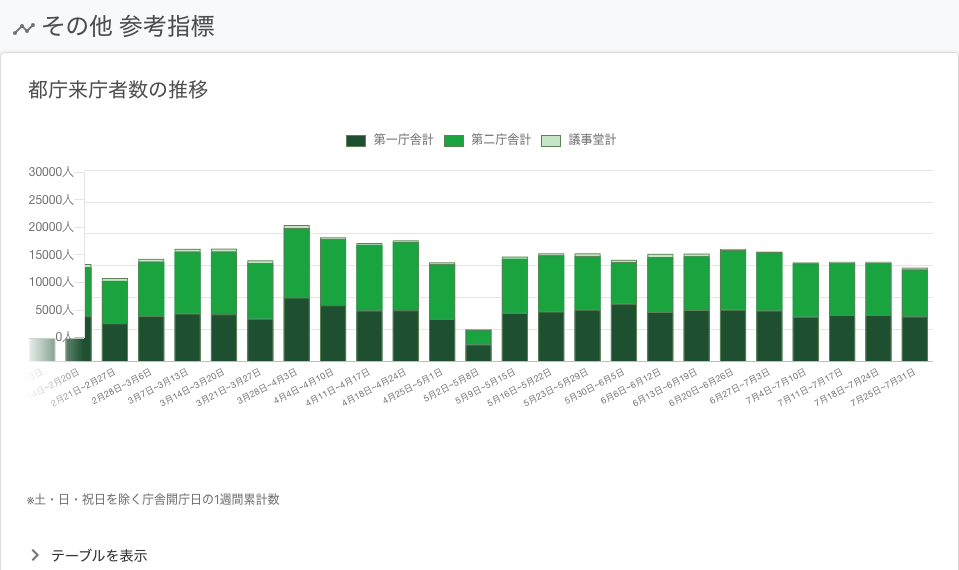 その他 参考指標
都庁来庁者数の推移
第一庁舎計 第二庁舎計 議事堂計
30000人
25000人
20000人
15000人
10000人
5000人
0人
2月21日~2月27日
2月28日~3月6日
3月7日~3月13日
3月14日~3月20日
3月21日~3月27日
3月28日~4月3日
4月4日~4月10日
4月11日~4月17日
4月18日~4月24日
4月25日~5月1日
5月2日~5月8日
5月9日~5月15日
5月16日~5月22日
5月23日~5月29日
5月30日~6月5日
6月6日~6月12日
6月13日~6月19日
6月20日~6月26日
6月27日~7月3日
7月4日~7月10日
7月11日~7月17日
7月18日~7月24日
7月25日~7月31日
※土・日・祝日を除く庁舎開庁日の1週間累計数
テーブルを表示